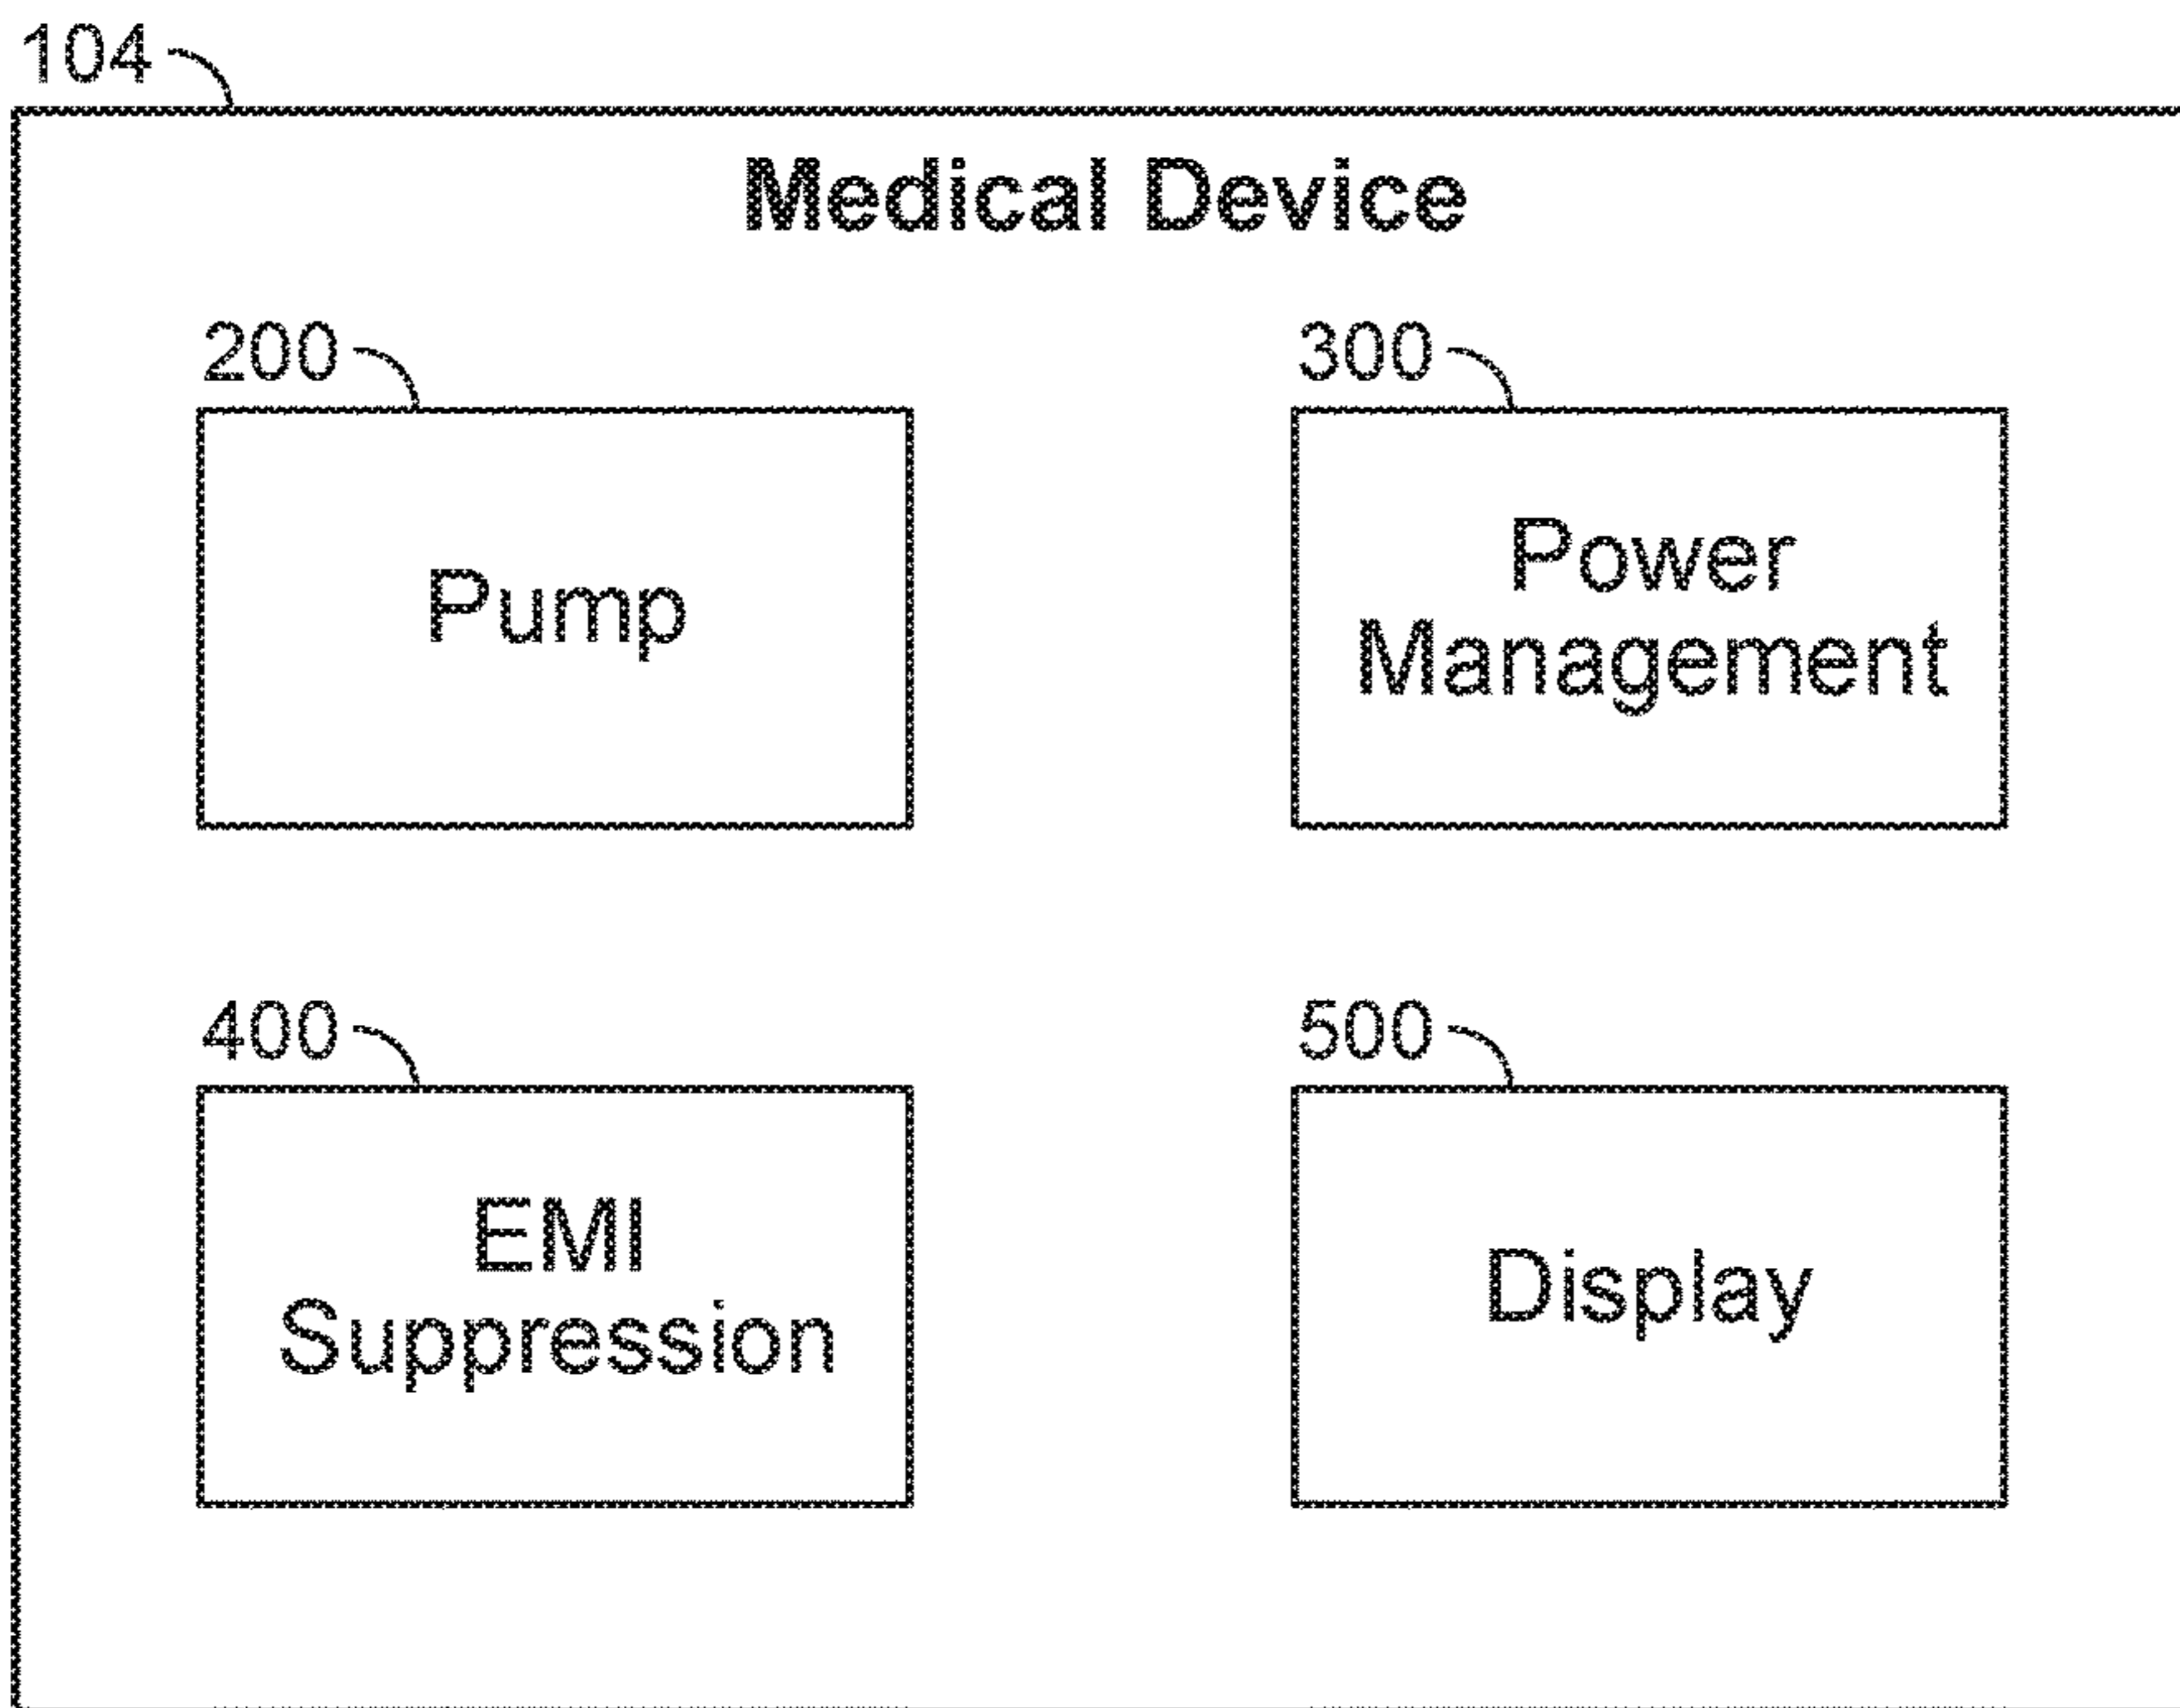 104
Medical Device
200
300
Pump
Power
Management
400
500
EMI
Suppression
Display